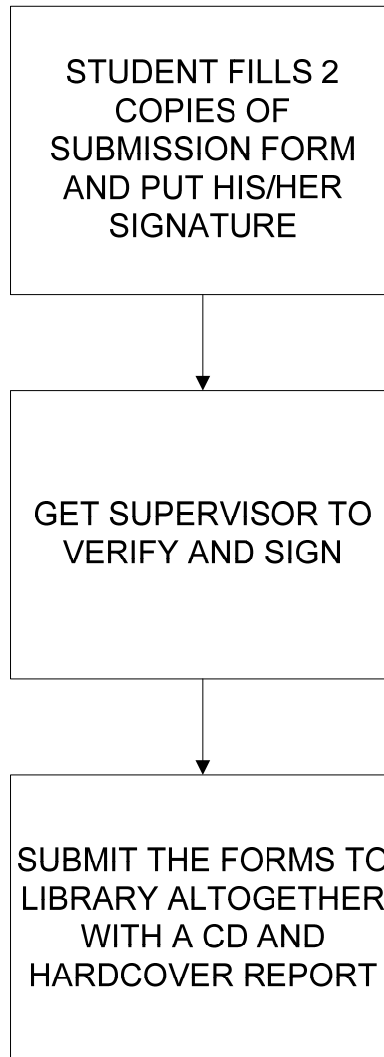 STUDENT FILLS 2
COPIES OF
SUBMISSION FORM
AND PUT HIS/HER
SIGNATURE
GET SUPERVISOR TO
VERIFY AND SIGN
SUBMIT THE FORMS TO
LIBRARY ALTOGETHER
WITH A CD AND
HARDCOVER REPORT